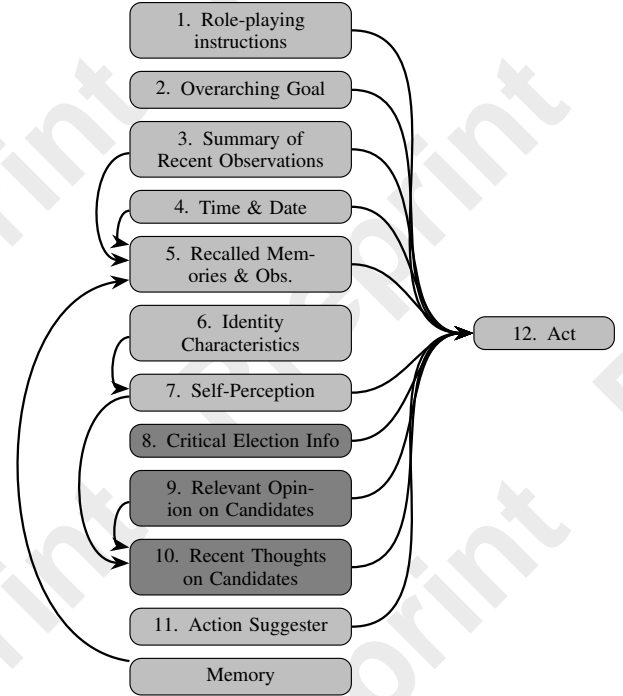 1. Role-playing
instructions
2. Overarching Goal
3. Summary of
Recent Observations
4. Time & Date
5. Recalled Mem-
ories & Obs.
6. Identity
Characteristics
7. Self-Perception
8. Critical Election Info
9. Relevant Opin-
ion on Candidates
10. Recent Thoughts
on Candidates
11. Action Suggester
Memory
12. Act
Preprint